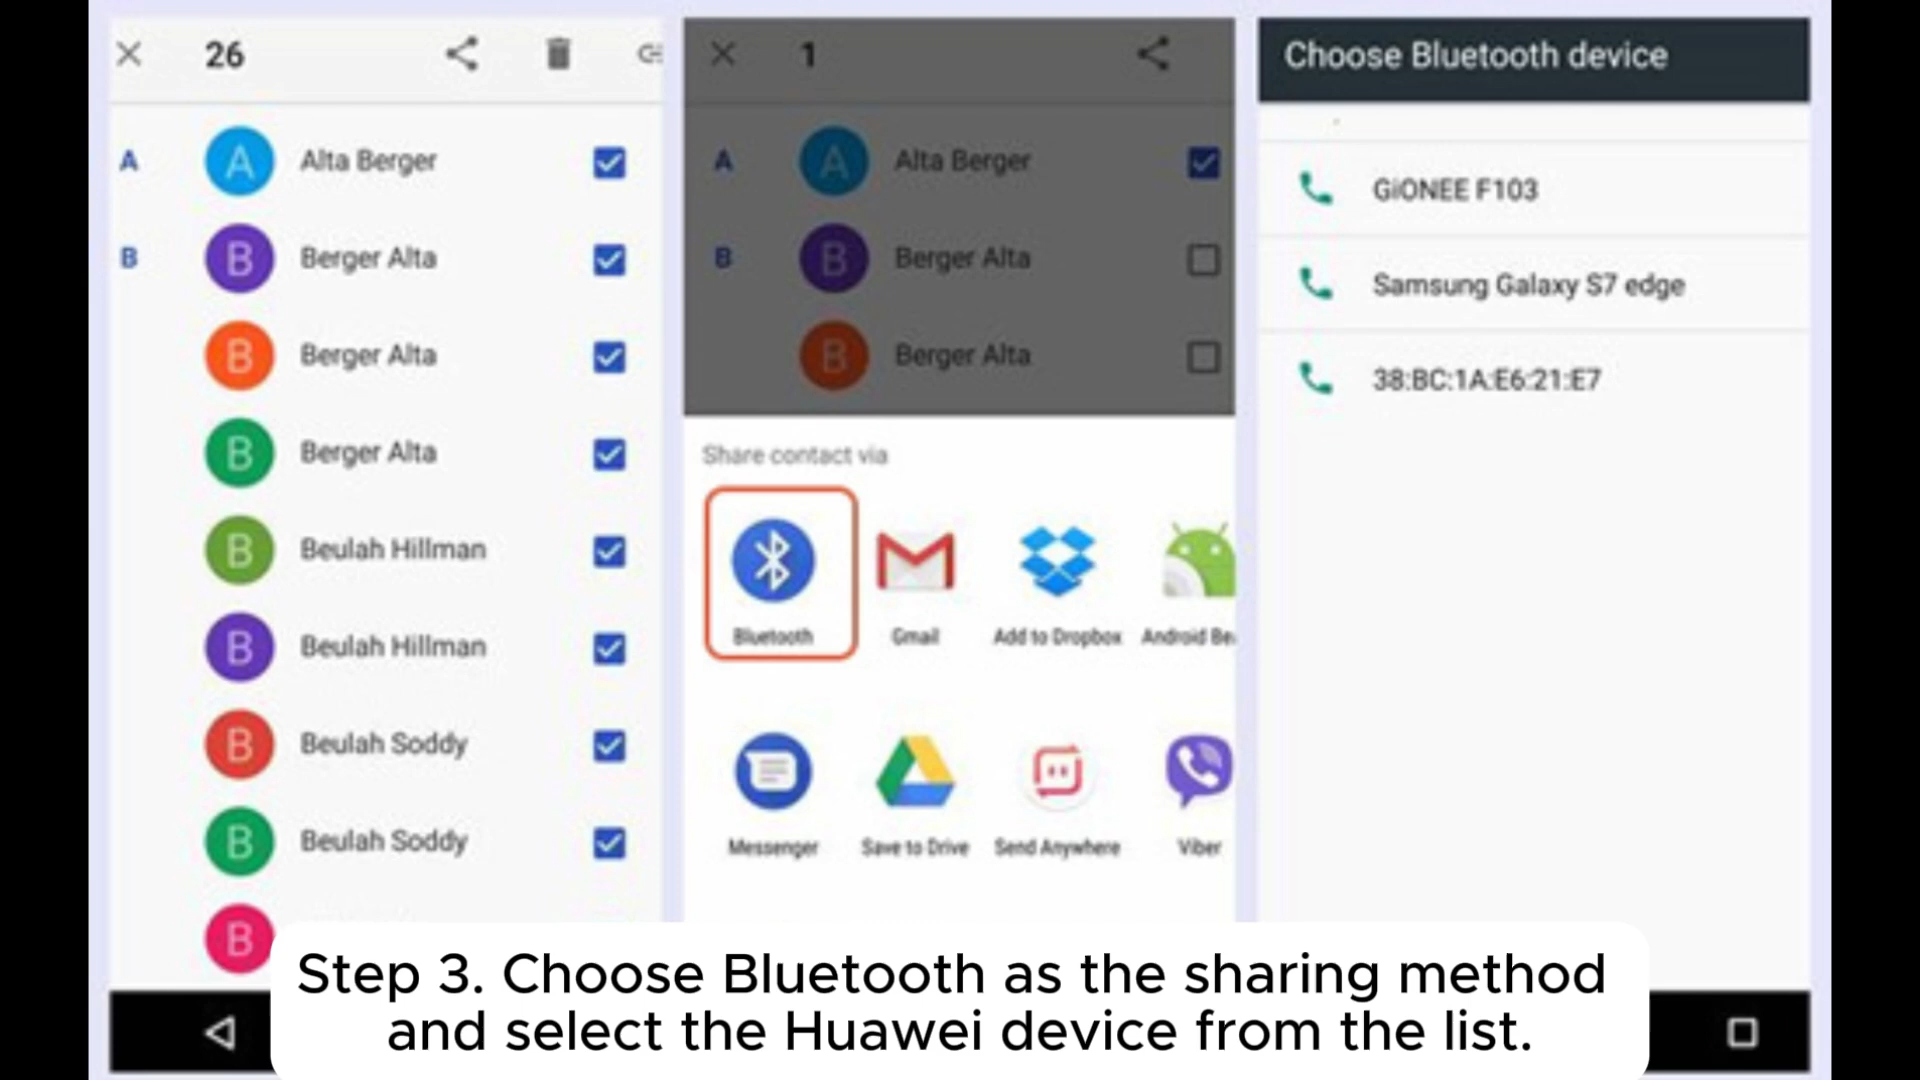 26
A
A
Alta Berger
B
B
Berger Alta
B
Berger Alta
B
Berger Alta
B
Beulah Hillman
B
Beulah Hillman
B
Beulah Soddy
B
Beulah Soddy
B
1
A
A
Alta Berger
B
B
Berger Alta
B
Berger Alta
Share contact via
Bluetooth
Gmail
Add to Dropbox
Android Be
Messenger
Save to Drive
Send Anywhere
Viber
Choose Bluetooth device
GiONEE F103
Samsung Galaxy S7 edge
38:BC:1A:E6:21:E7
Step 3. Choose Bluetooth as the sharing method
and select the Huawei device from the list.